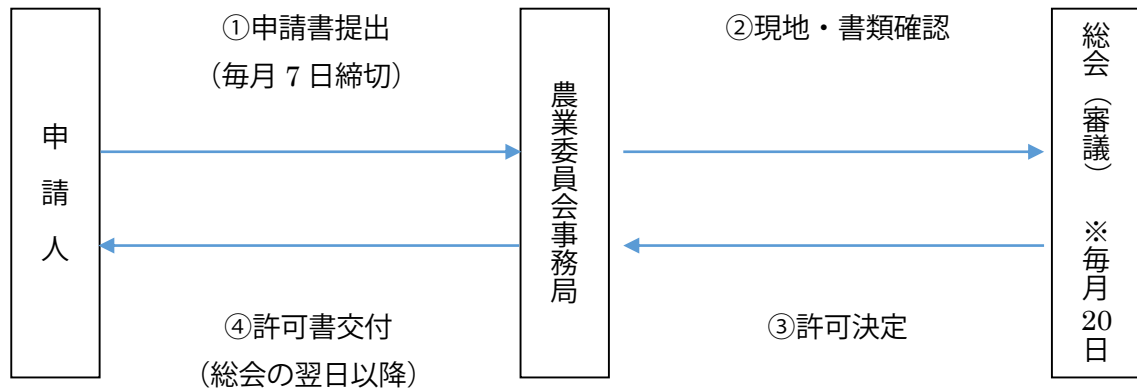 申請人
①申請書提出
（毎月 7 日締切）
農業委員会事務局
②現地・書類確認
総会（審議）　※毎月 20 日
③許可決定
④許可書交付
（総会の翌日以降）